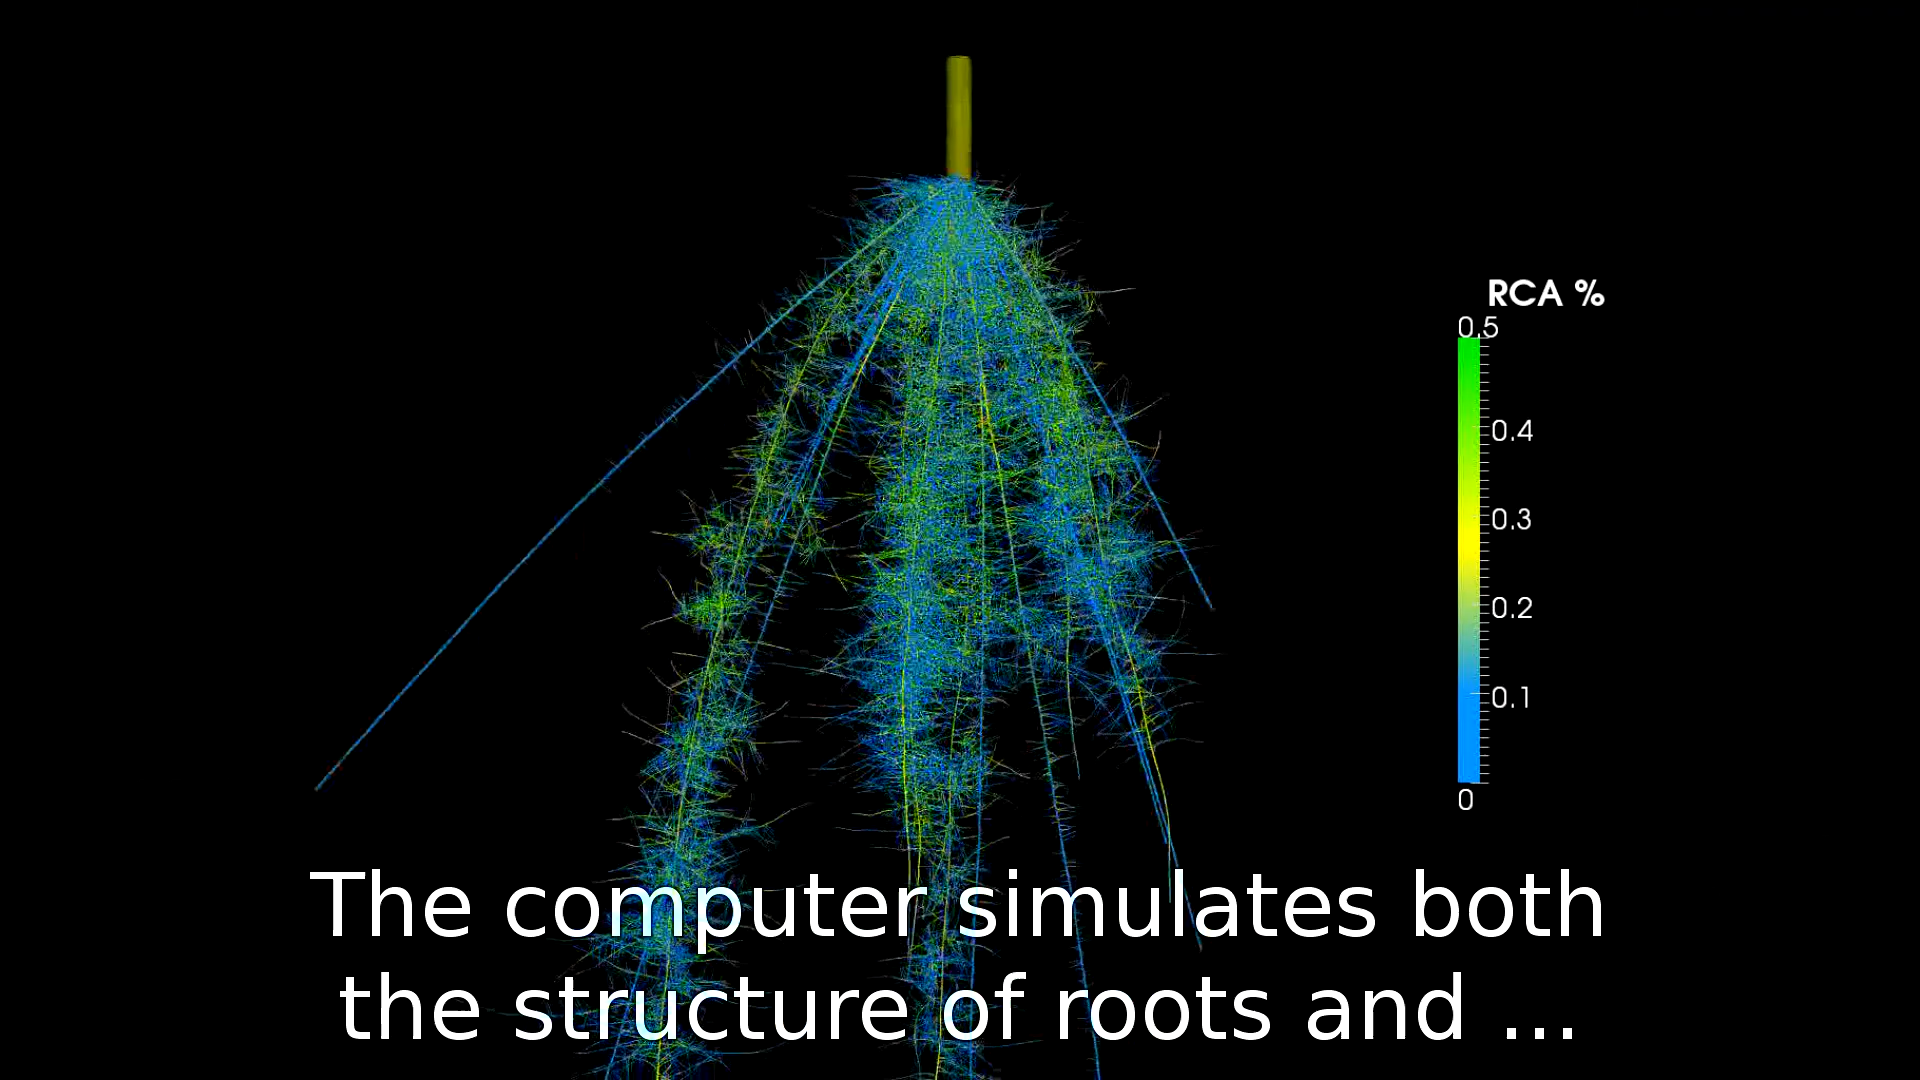 RCA %
0.5
0.4
0.3
0.2
0.1
0
The computer simulates both
the structure of roots and ...